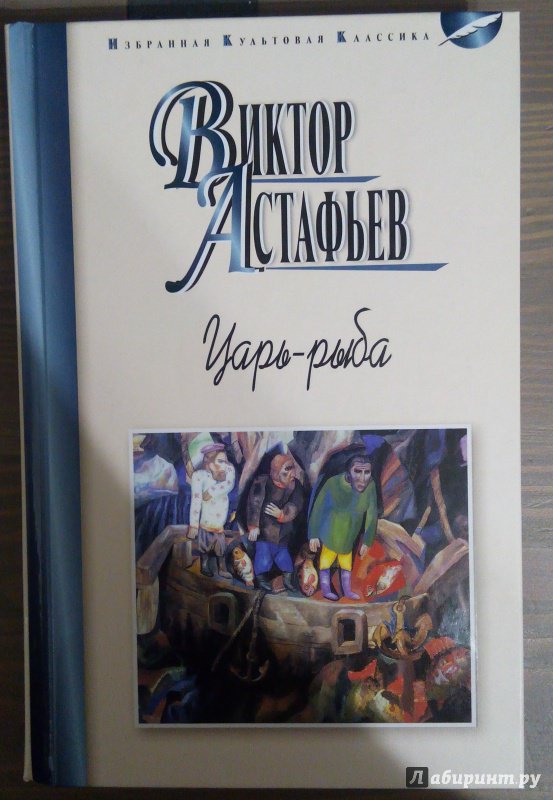 Избранная Культовая Классика
Виктор
Астафьев
Царь-рыба
Лабиринт.ру